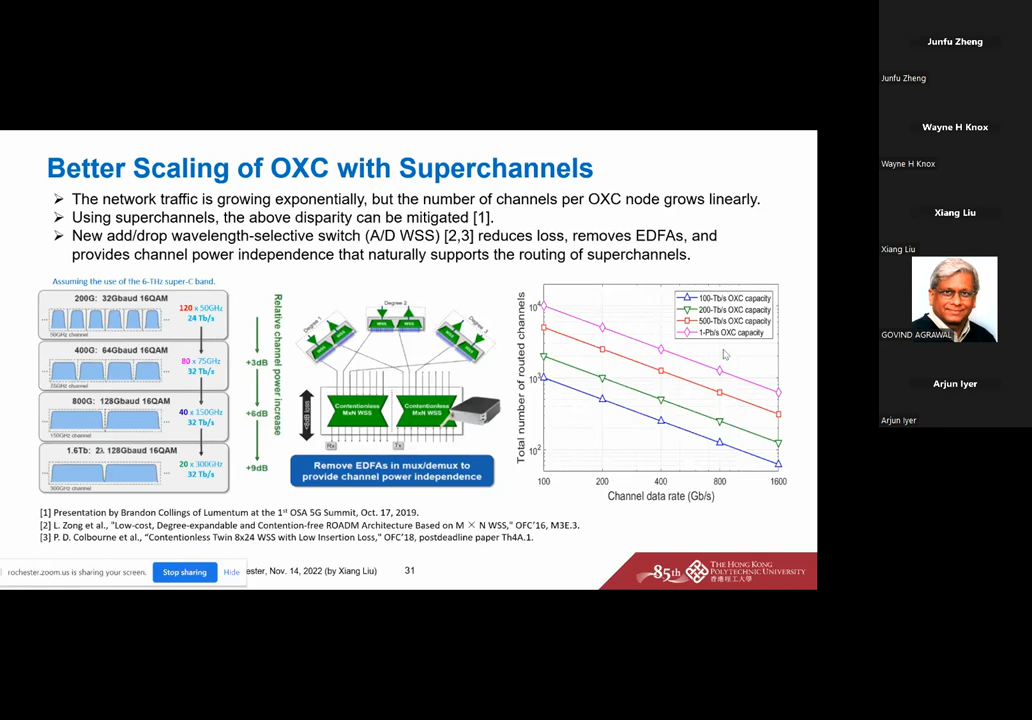 Better Scaling of OXC with Superchannels
➢ The network traffic is growing exponentially, but the number of channels per OXC node grows linearly.
➢ Using superchannels, the above disparity can be mitigated [1].
➢ New add/drop wavelength-selective switch (A/D WSS) [2,3] reduces loss, removes EDFAs, and
provides channel power independence that naturally supports the routing of superchannels.
Assuming the use of the 6-THz super-C band.
200G: 32Gbaud 16QAM
120 x 50GHz
24 Tb/s
50GHz channel
400G: 64Gbaud 16QAM
80 x 75GHz
32 Tb/s
75GHz channel
800G: 128Gbaud 16QAM
40 x 150GHz
32 Tb/s
150GHz channel
1.6Tb: 2λ 128Gbaud 16QAM
20 x 300GHz
32 Tb/s
300GHz channel
Relative channel power increase
+3dB
+6dB
+9dB
Degree 1
Degree 2
Degree 3
WSS
WSS
Contentionless
MxN WSS
Contentionless
MxN WSS
Rx
Tx
Remove EDFAs in mux/demux to
provide channel power independence
Total number of routed channels
10⁴
10³
10²
100-Tb/s OXC capacity
200-Tb/s OXC capacity
500-Tb/s OXC capacity
1-Pb/s OXC capacity
100
200
400
800
1600
Channel data rate (Gb/s)
[1] Presentation by Brandon Collings of Lumentum at the 1st OSA 5G Summit, Oct. 17, 2019.
[2] L. Zong et al., "Low-cost, Degree-expandable and Contention-free ROADM Architecture Based on M × N WSS," OFC'16, M3E.3.
[3] P. D. Colbourne et al., "Contentionless Twin 8x24 WSS with Low Insertion Loss," OFC'18, postdeadline paper Th4A.1.
rochester.zoom.us is sharing your screen.
Stop sharing
Hide
ester, Nov. 14, 2022 (by Xiang Liu)
31
85th
THE HONG KONG
POLYTECHNIC UNIVERSITY
香港理工大學
Junfu Zheng
Junfu Zheng
Wayne H Knox
Wayne H Knox
Xiang Liu
Xiang Liu
GOVIND AGRAWAL
Arjun Iyer
Arjun Iyer